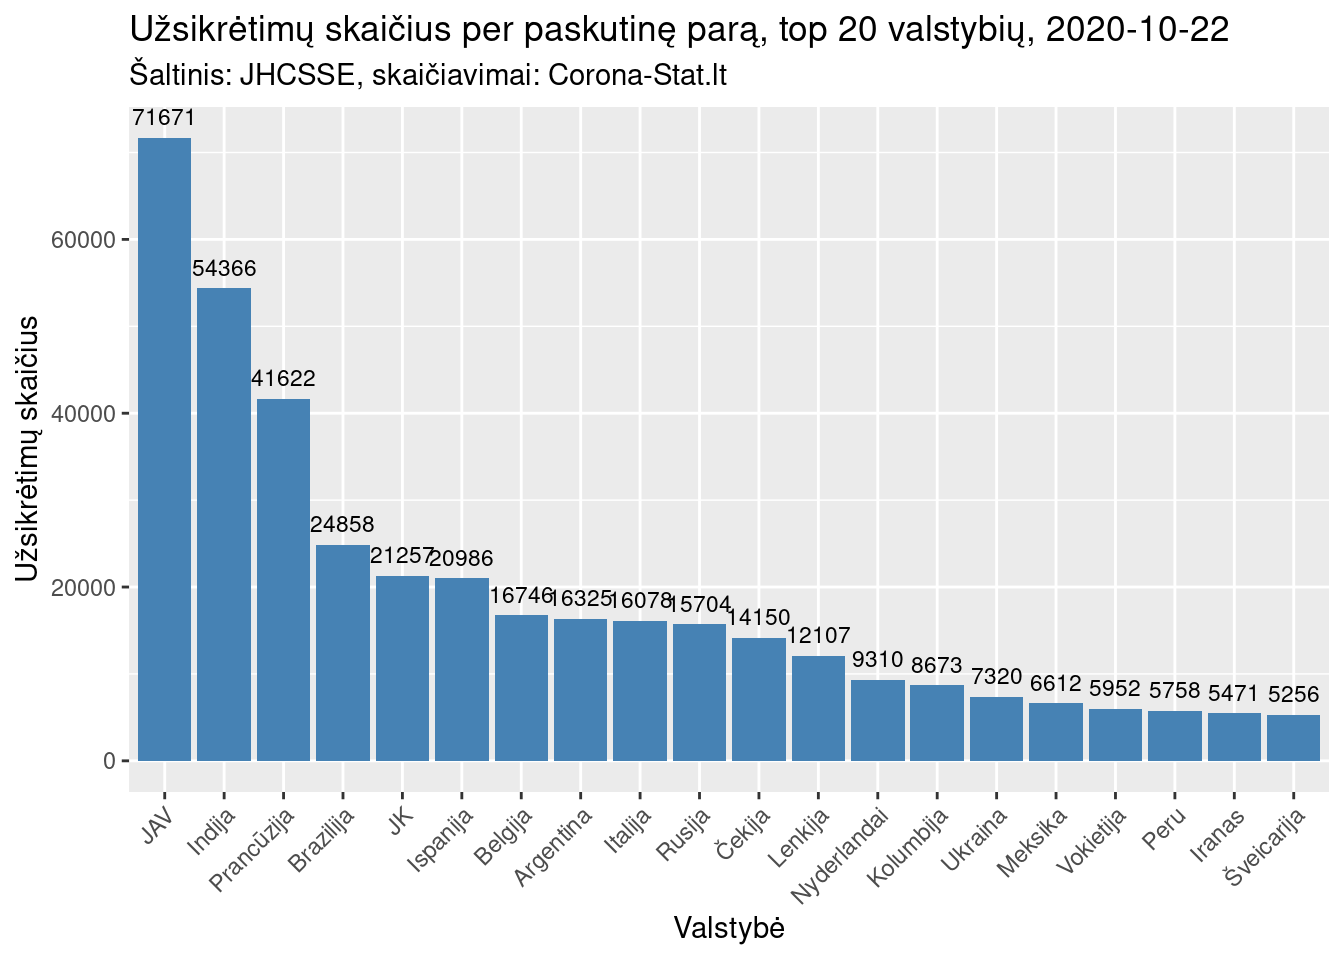 Užsikrėtimų skaičius per paskutinę parą, top 20 valstybių, 2020-10-22
Šaltinis: JHCSSE, skaičiavimai: Corona-Stat.lt
Užsikrėtimų skaičius
60000
40000
20000
0
71671
54366
41622
24858
21257
20986
16746
16325
16078
15704
14150
12107
9310
8673
7320
6612
5952
5758
5471
5256
JAV
Indija
Prancūzija
Brazilija
JK
Ispanija
Belgija
Argentina
Italija
Rusija
Čekija
Lenkija
Nyderlandai
Kolumbija
Ukraina
Meksika
Vokietija
Peru
Iranas
Šveicarija
Valstybė